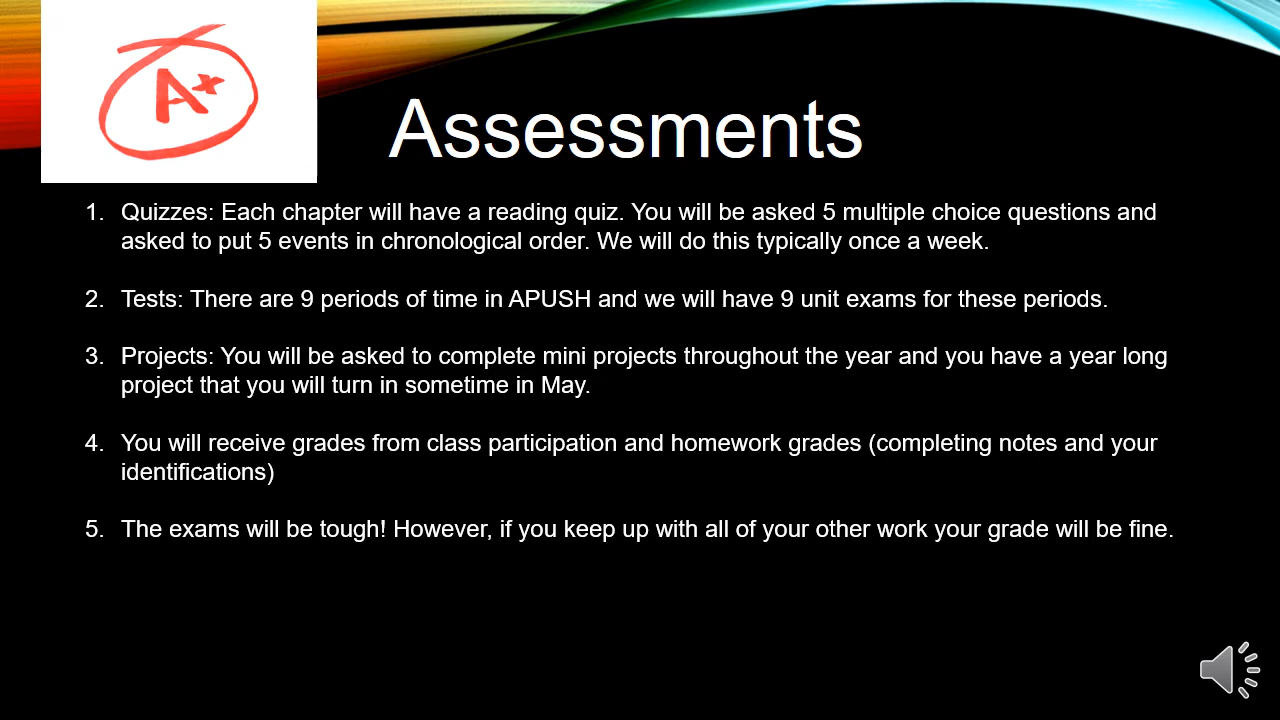 A+
Assessments
1. Quizzes: Each chapter will have a reading quiz. You will be asked 5 multiple choice questions and
asked to put 5 events in chronological order. We will do this typically once a week.
2. Tests: There are 9 periods of time in APUSH and we will have 9 unit exams for these periods.
3. Projects: You will be asked to complete mini projects throughout the year and you have a year long
project that you will turn in sometime in May.
4. You will receive grades from class participation and homework grades (completing notes and your
identifications)
5. The exams will be tough! However, if you keep up with all of your other work your grade will be fine.